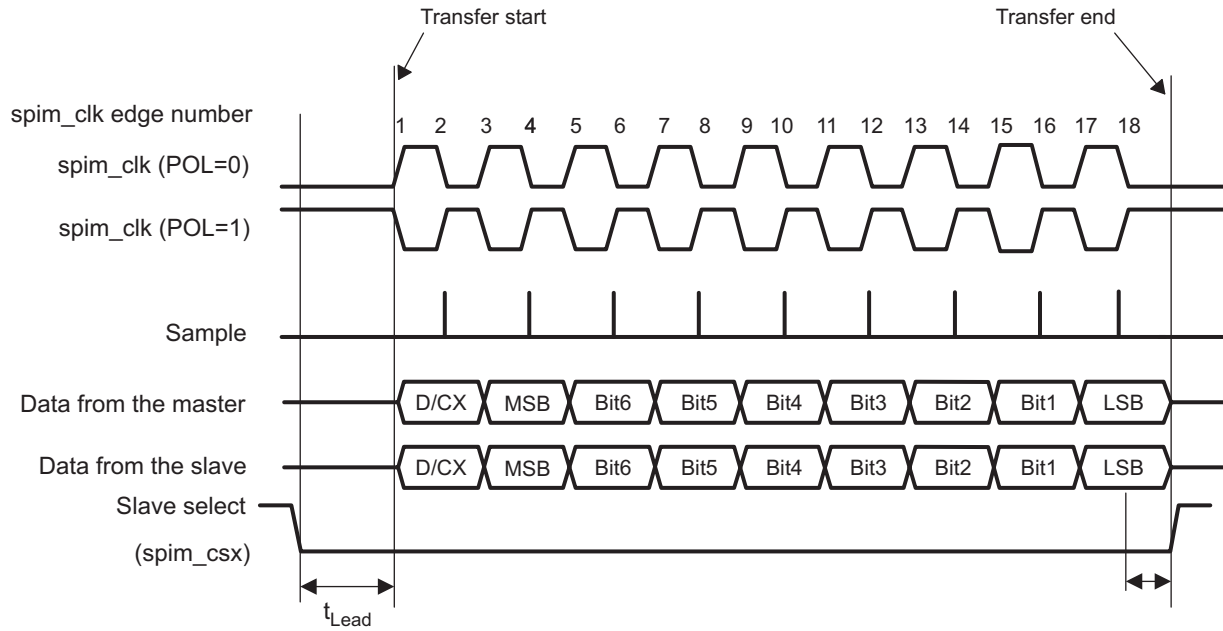 Transfer start
Transfer end
spim_clk edge number
1 2 3 4 5 6 7 8 9 10 11 12 13 14 15 16 17 18
spim_clk (POL=0)
spim_clk (POL=1)
Sample
Data from the master
D/CX MSB Bit6 Bit5 Bit4 Bit3 Bit2 Bit1 LSB
Data from the slave
D/CX MSB Bit6 Bit5 Bit4 Bit3 Bit2 Bit1 LSB
Slave select
(spim_csx)
tLead